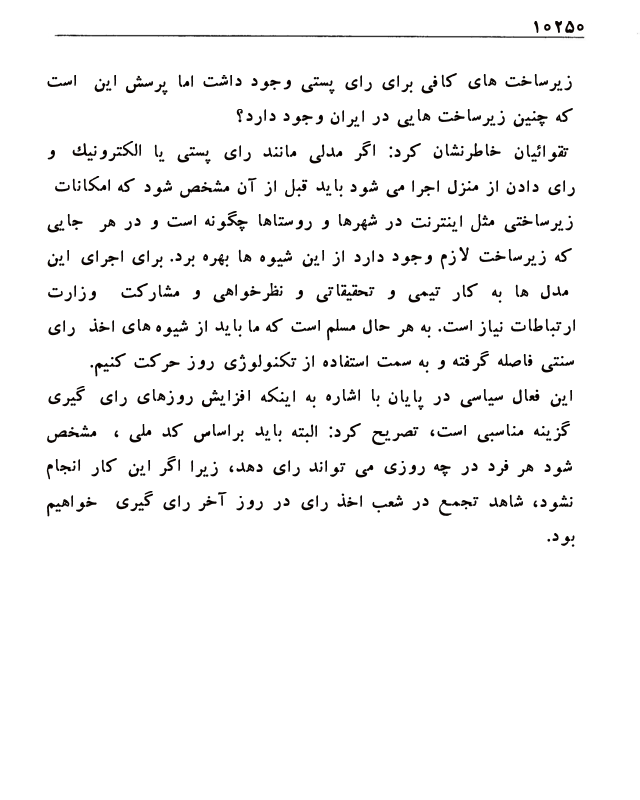 ۱۰۲۵۰
زیرساخت های کافی برای رای پستی وجود داشت اما پرسش این است
که چنین زیرساخت هایی در ایران وجود دارد؟
تقوائیان خاطرنشان کرد: اگر مدلی مانند رای پستی یا الکترونیك و
رای دادن از منزل اجرا می شود باید قبل از آن مشخص شود که امکانات
زیرساختی مثل اینترنت در شهرها و روستاها چگونه است و در هر جایی
که زیرساخت لازم وجود دارد از این شیوه ها بهره برد. برای اجرای این
مدل ها به کار تیمی و تحقیقاتی و نظرخواهی و مشارکت وزارت
ارتباطات نیاز است. به هر حال مسلم است که ما باید از شیوه های اخذ رای
سنتی فاصله گرفته و به سمت استفاده از تکنولوژی روز حرکت کنیم.
این فعال سیاسی در پایان با اشاره به اینکه افزایش روزهای رای گیری
گزینه مناسبی است، تصریح کرد: البته باید براساس کد ملی ، مشخص
شود هر فرد در چه روزی می تواند رای دهد، زیرا اگر این کار انجام
نشود، شاهد تجمع در شعب اخذ رای در روز آخر رای گیری خواهیم
بود.